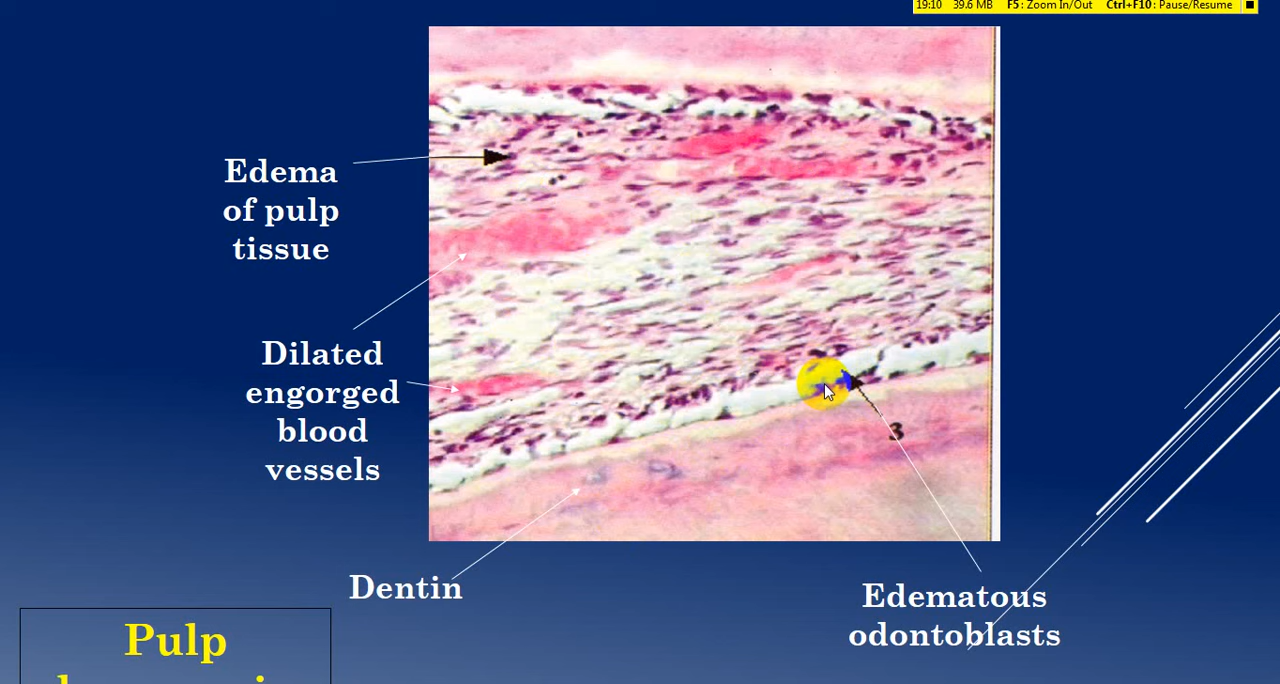 19:10 39.6 MB F5: Zoom In/Out Ctrl+F10: Pause/Resume
Edema
of pulp
tissue
Dilated
engorged
blood
vessels
3
Dentin
Edematous
odontoblasts
Pulp